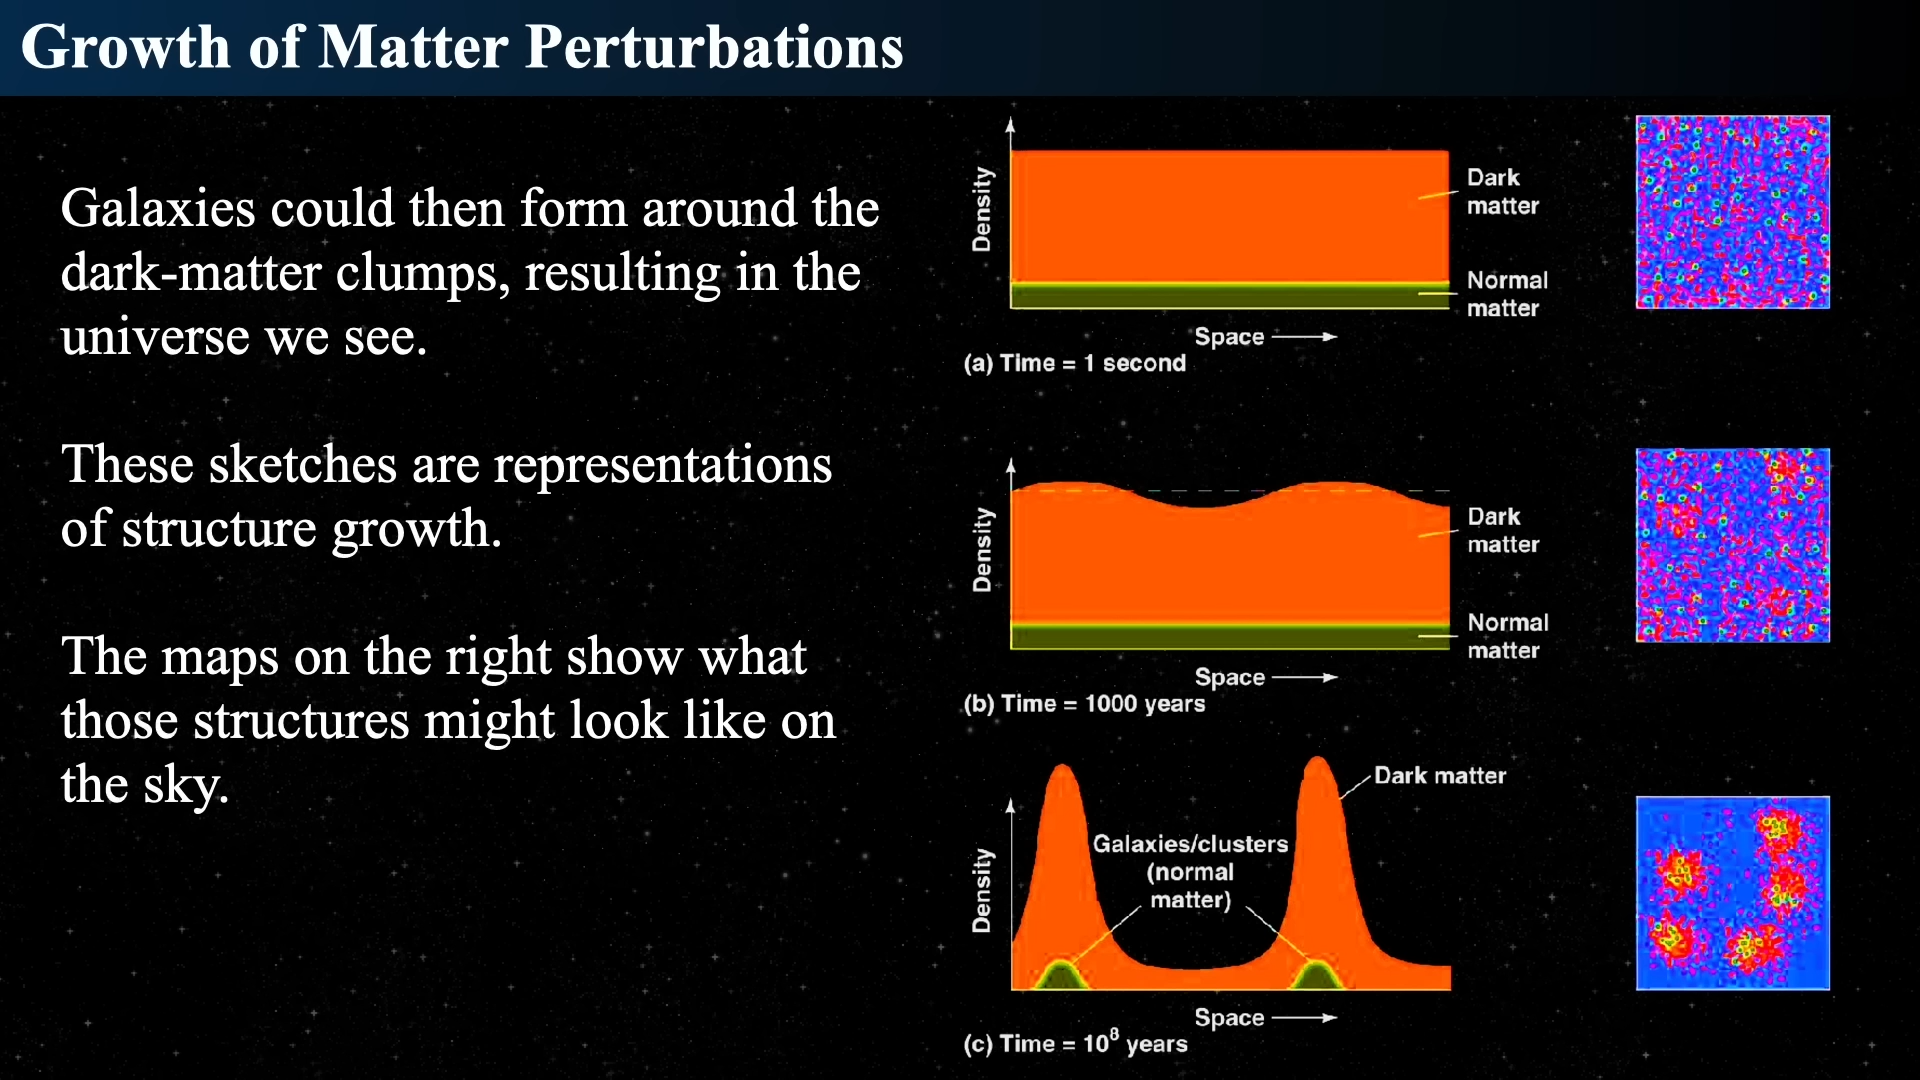 Growth of Matter Perturbations
Galaxies could then form around the
dark-matter clumps, resulting in the
universe we see.
These sketches are representations
of structure growth.
The maps on the right show what
those structures might look like on
the sky.
Density
Dark
matter
Normal
matter
Space
(a) Time = 1 second
Density
Dark
matter
Normal
matter
Space
(b) Time = 1000 years
Density
Dark matter
Galaxies/clusters
(normal
matter)
Space
(c) Time = 10⁸ years